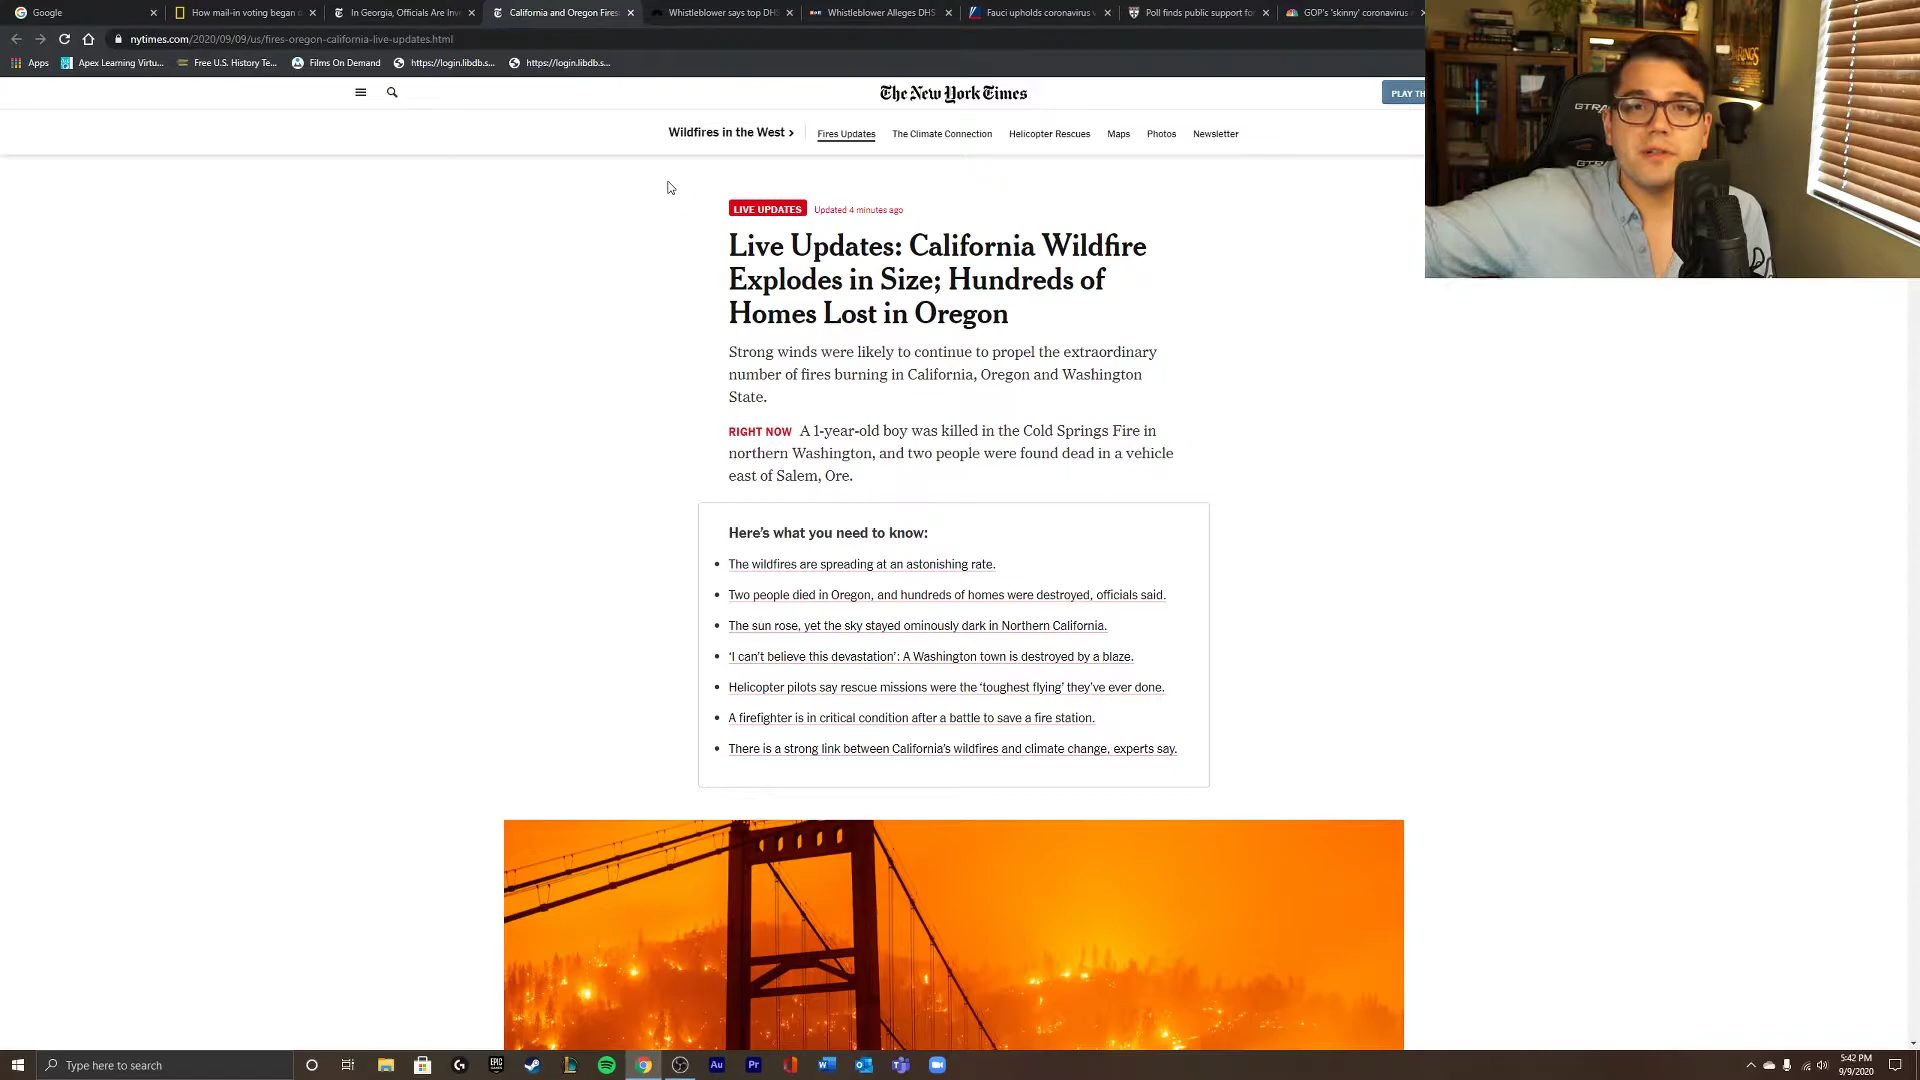 Google
How mail-in voting began o
In Georgia, Officials Are Inve
California and Oregon Fires
Whistleblower says top DHS
Whistleblower Alleges DHS
Fauci upholds coronavirus v
Poll finds public support for
GOP's 'skinny' coronavirus r
nytimes.com/2020/09/09/us/fires-oregon-california-live-updates.html
Apps
Apex Learning Virtu...
Free U.S. History Te...
Films On Demand
https://login.libdb.s...
https://login.libdb.s...
The New York Times
PLAY TH
Wildfires in the West >
Fires Updates
The Climate Connection
Helicopter Rescues
Maps
Photos
Newsletter
LIVE UPDATES
Updated 4 minutes ago
Live Updates: California Wildfire
Explodes in Size; Hundreds of
Homes Lost in Oregon
Strong winds were likely to continue to propel the extraordinary
number of fires burning in California, Oregon and Washington
State.
RIGHT NOW A 1-year-old boy was killed in the Cold Springs Fire in
northern Washington, and two people were found dead in a vehicle
east of Salem, Ore.
Here's what you need to know:
• The wildfires are spreading at an astonishing rate.
• Two people died in Oregon, and hundreds of homes were destroyed, officials said.
• The sun rose, yet the sky stayed ominously dark in Northern California.
• ‘I can't believe this devastation’: A Washington town is destroyed by a blaze.
• Helicopter pilots say rescue missions were the ‘toughest flying’ they've ever done.
• A firefighter is in critical condition after a battle to save a fire station.
• There is a strong link between California's wildfires and climate change, experts say.
Type here to search
5:42 PM
9/9/2020